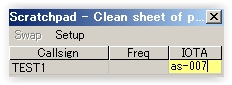 Scratchpad - Clean sheet of p...
Swap Setup
Callsign Freq IOTA
TEST1 as-007